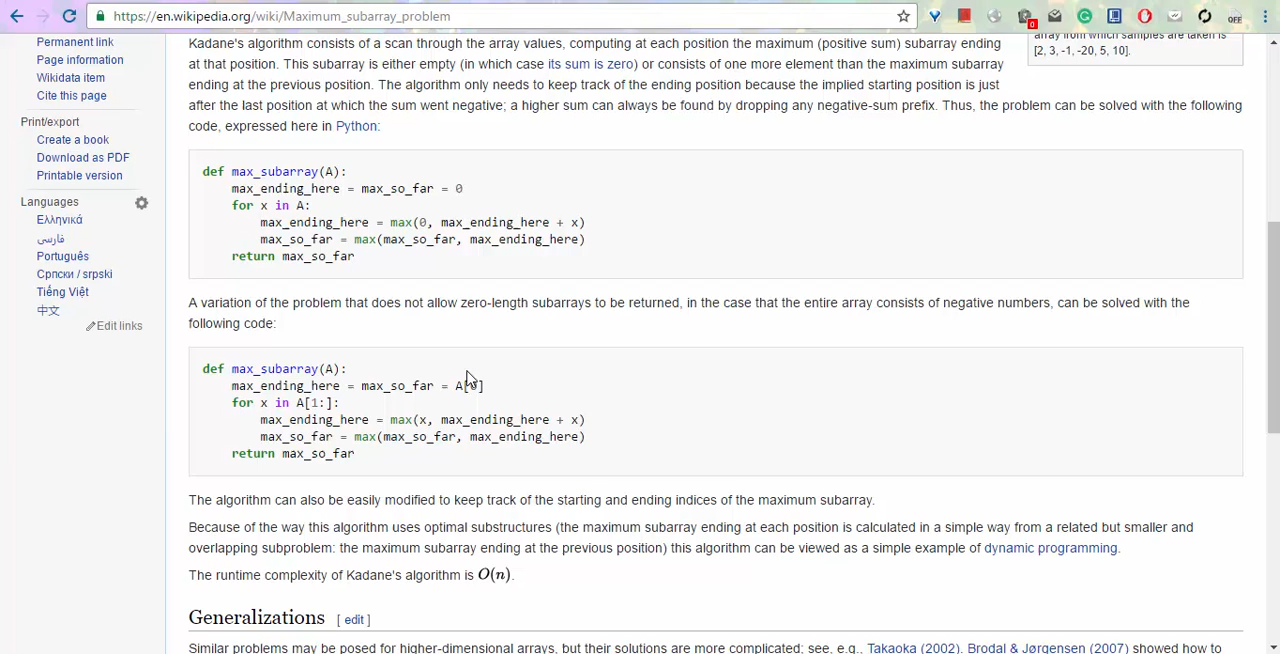 https://en.wikipedia.org/wiki/Maximum_subarray_problem
0
OFF
Permanent link
Page information
Wikidata item
Cite this page
Print/export
Create a book
Download as PDF
Printable version
Languages
Ελληνικά
فارسی
Português
Српски / srpski
Tiếng Việt
中文
Edit links
array from which samples are taken is
[2, 3, -1, -20, 5, 10].
Kadane's algorithm consists of a scan through the array values, computing at each position the maximum (positive sum) subarray ending
at that position. This subarray is either empty (in which case its sum is zero) or consists of one more element than the maximum subarray
ending at the previous position. The algorithm only needs to keep track of the ending position because the implied starting position is just
after the last position at which the sum went negative; a higher sum can always be found by dropping any negative-sum prefix. Thus, the problem can be solved with the following
code, expressed here in Python:
def max_subarray(A):
    max_ending_here = max_so_far = 0
    for x in A:
        max_ending_here = max(0, max_ending_here + x)
        max_so_far = max(max_so_far, max_ending_here)
    return max_so_far
A variation of the problem that does not allow zero-length subarrays to be returned, in the case that the entire array consists of negative numbers, can be solved with the
following code:
def max_subarray(A):
    max_ending_here = max_so_far = A[0]
    for x in A[1:]:
        max_ending_here = max(x, max_ending_here + x)
        max_so_far = max(max_so_far, max_ending_here)
    return max_so_far
The algorithm can also be easily modified to keep track of the starting and ending indices of the maximum subarray.
Because of the way this algorithm uses optimal substructures (the maximum subarray ending at each position is calculated in a simple way from a related but smaller and
overlapping subproblem: the maximum subarray ending at the previous position) this algorithm can be viewed as a simple example of dynamic programming.
The runtime complexity of Kadane's algorithm is O(n).
Generalizations [ edit ]
Similar problems may be posed for higher-dimensional arrays, but their solutions are more complicated; see, e.g., Takaoka (2002). Brodal & Jørgensen (2007) showed how to